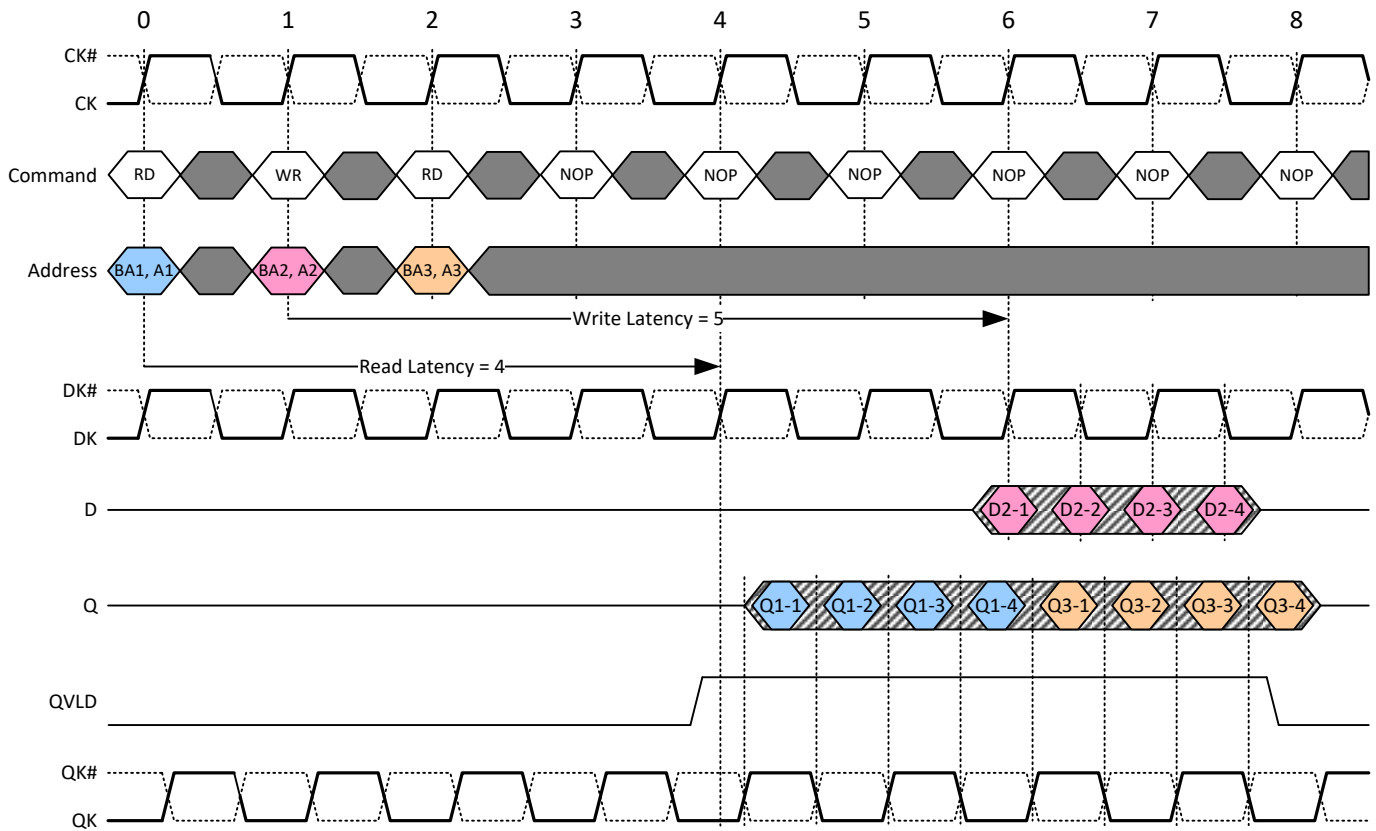 0 1 2 3 4 5 6 7 8
CK#
CK
Command RD WR RD NOP NOP NOP NOP NOP NOP
Address BA1, A1 BA2, A2 BA3, A3
Write Latency = 5
Read Latency = 4
DK#
DK
D D2-1 D2-2 D2-3 D2-4
Q Q1-1 Q1-2 Q1-3 Q1-4 Q3-1 Q3-2 Q3-3 Q3-4
QVLD
QK#
QK